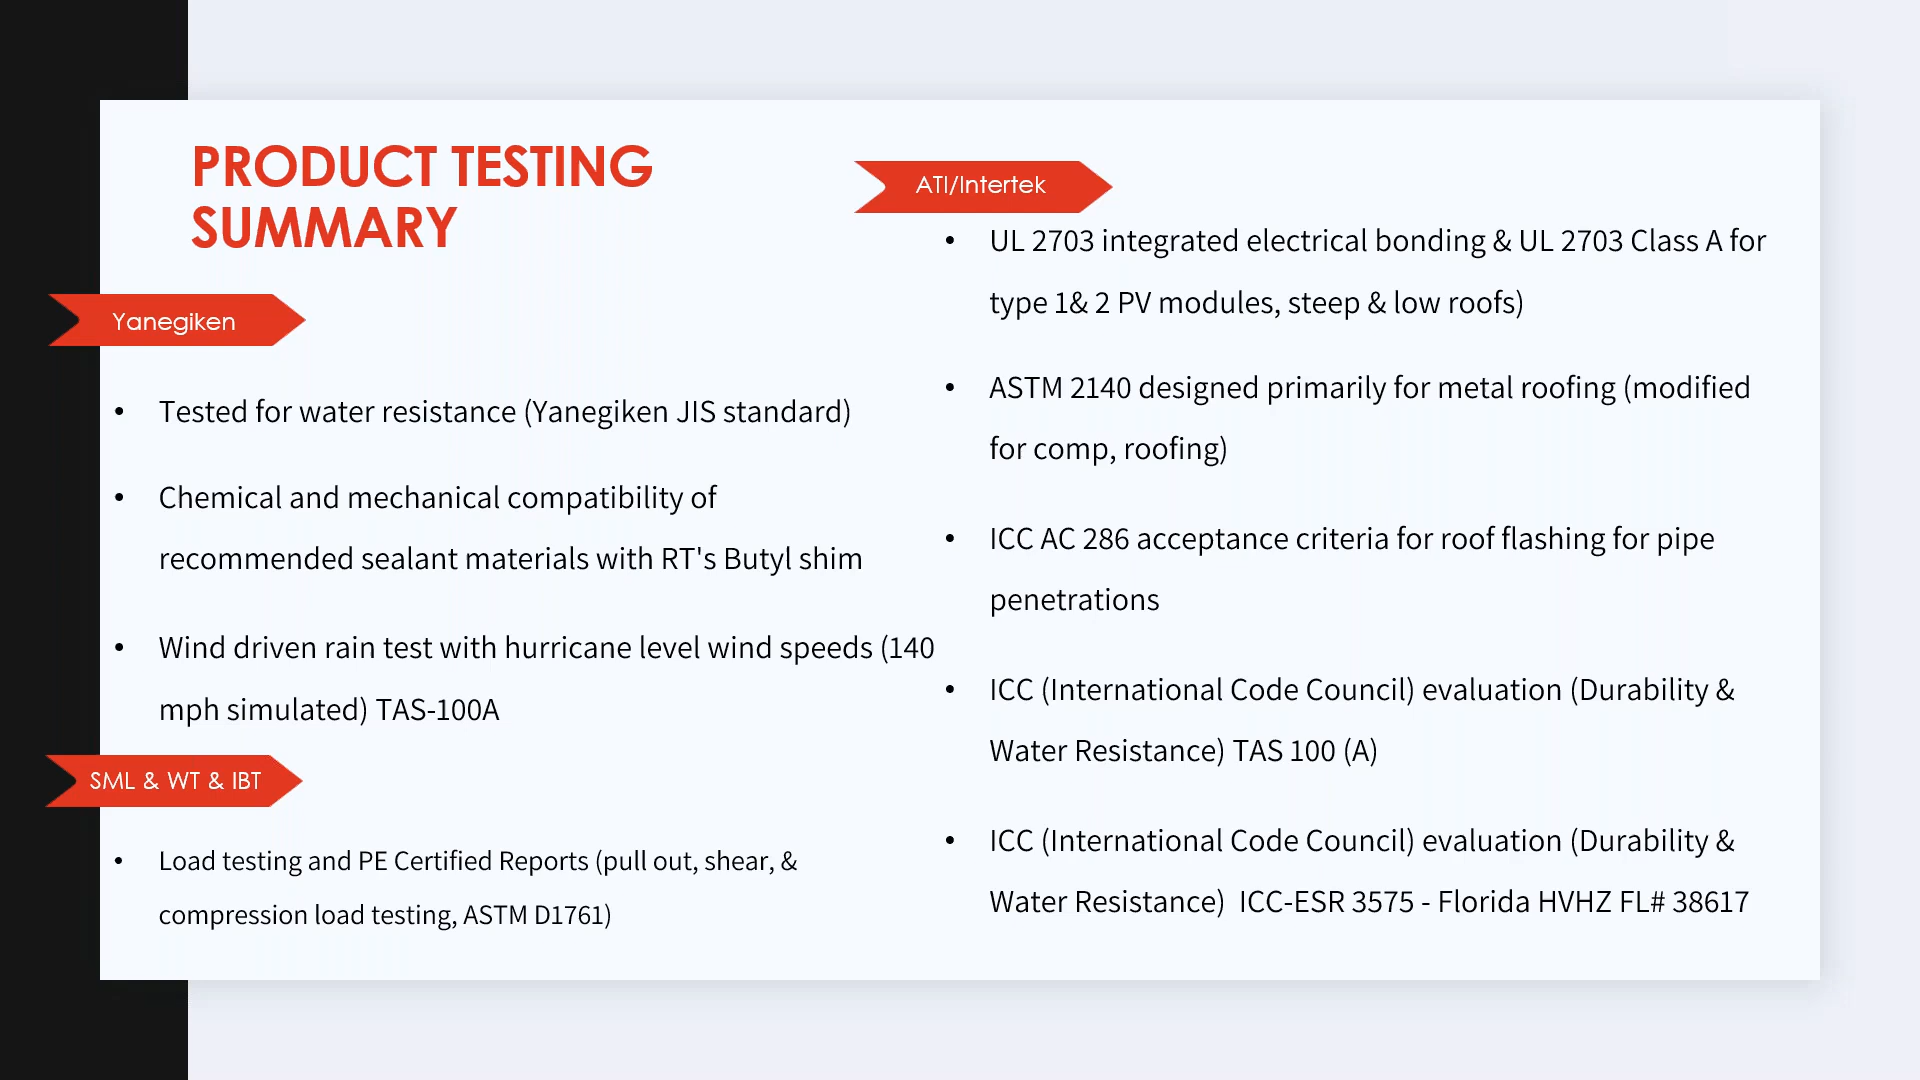 PRODUCT TESTING
SUMMARY
Yanegiken
• Tested for water resistance (Yanegiken JIS standard)
• Chemical and mechanical compatibility of
recommended sealant materials with RT's Butyl shim
• Wind driven rain test with hurricane level wind speeds (140
mph simulated) TAS-100A
SML & WT & IBT
• Load testing and PE Certified Reports (pull out, shear, &
compression load testing, ASTM D1761)
ATI/Intertek
• UL 2703 integrated electrical bonding & UL 2703 Class A for
type 1& 2 PV modules, steep & low roofs)
• ASTM 2140 designed primarily for metal roofing (modified
for comp, roofing)
• ICC AC 286 acceptance criteria for roof flashing for pipe
penetrations
• ICC (International Code Council) evaluation (Durability &
Water Resistance) TAS 100 (A)
• ICC (International Code Council) evaluation (Durability &
Water Resistance)  ICC-ESR 3575 - Florida HVHZ FL# 38617